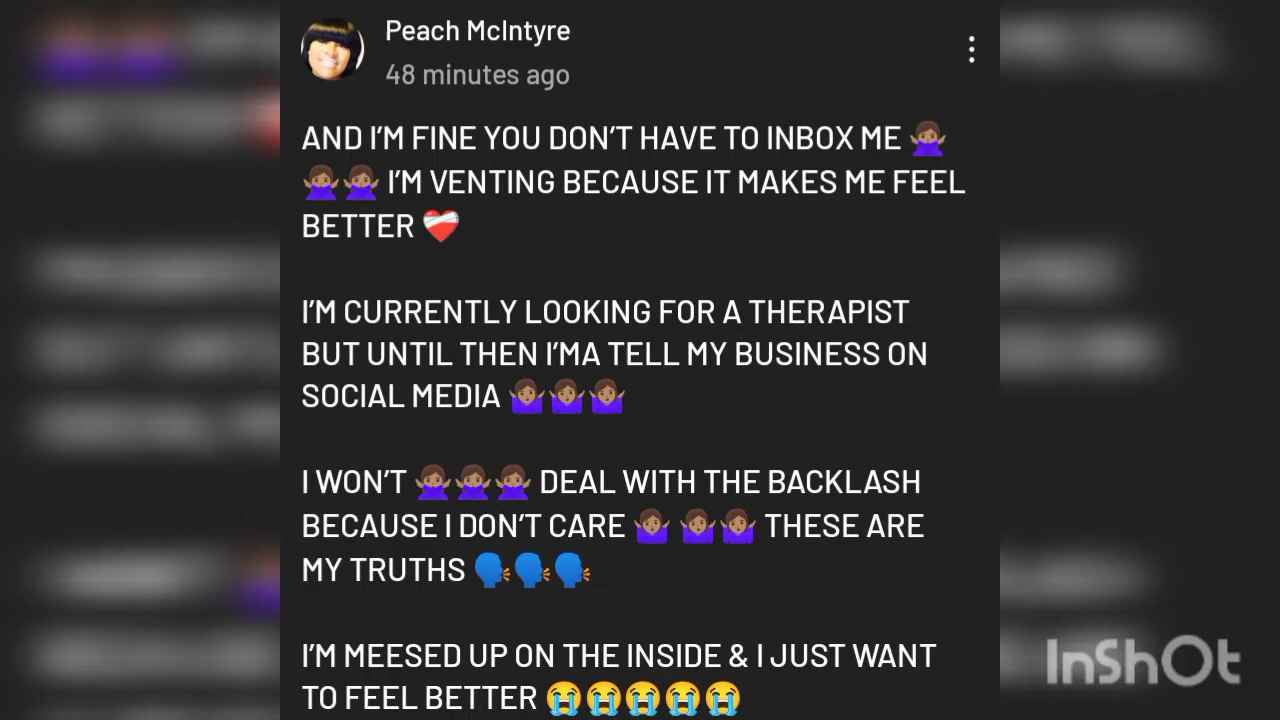 Peach McIntyre
48 minutes ago
AND I'M FINE YOU DON'T HAVE TO INBOX ME 🙅🏽‍♀️
🙅🏽‍♀️🙅🏽‍♀️ I'M VENTING BECAUSE IT MAKES ME FEEL
BETTER ❤️‍🩹
I'M CURRENTLY LOOKING FOR A THERAPIST
BUT UNTIL THEN I'MA TELL MY BUSINESS ON
SOCIAL MEDIA 🤷🏽‍♀️🤷🏽‍♀️🤷🏽‍♀️
I WON'T 🙅🏽‍♀️🙅🏽‍♀️🙅🏽‍♀️ DEAL WITH THE BACKLASH
BECAUSE I DON'T CARE 🤷🏽‍♀️ 🤷🏽‍♀️🤷🏽‍♀️ THESE ARE
MY TRUTHS 🗣️🗣️🗣️
I'M MEESED UP ON THE INSIDE & I JUST WANT
TO FEEL BETTER 😭😭😭😭😭
InShOt